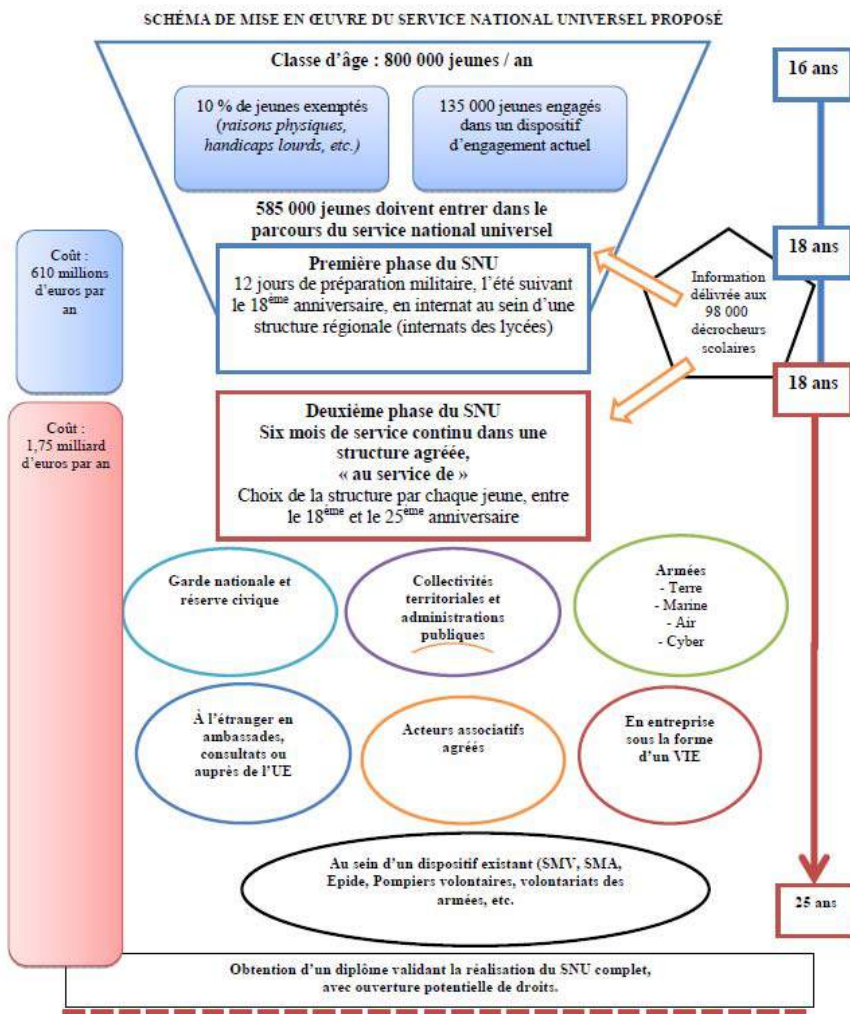 SCHÉMA DE MISE EN ŒUVRE DU SERVICE NATIONAL UNIVERSEL PROPOSÉ
Classe d'âge : 800 000 jeunes / an
16 ans
10 % de jeunes exemptés
(raisons physiques,
handicaps lourds, etc.)
135 000 jeunes engagés
dans un dispositif
d'engagement actuel
585 000 jeunes doivent entrer dans le
parcours du service national universel
18 ans
Coût :
610 millions
d'euros par
an
Première phase du SNU
12 jours de préparation militaire, l'été suivant
le 18ème anniversaire, en internat au sein d'une
structure régionale (internats des lycées)
Information
délivrée aux
98 000
décrocheurs
scolaires
18 ans
Coût :
1,75 milliard
d'euros par an
Deuxième phase du SNU
Six mois de service continu dans une
structure agréée,
« au service de »
Choix de la structure par chaque jeune, entre
le 18ème et le 25ème anniversaire
Garde nationale et
réserve civique
Collectivités
territoriales et
administrations
publiques
Armées
- Terre
- Marine
- Air
- Cyber
À l'étranger en
ambassades,
consultats ou
auprès de l'UE
Acteurs associatifs
agréés
En entreprise
sous la forme
d'un VIE
Au sein d'un dispositif existant (SMV, SMA,
Epide, Pompiers volontaires, volontariats des
armées, etc.
25 ans
Obtention d'un diplôme validant la réalisation du SNU complet,
avec ouverture potentielle de droits.